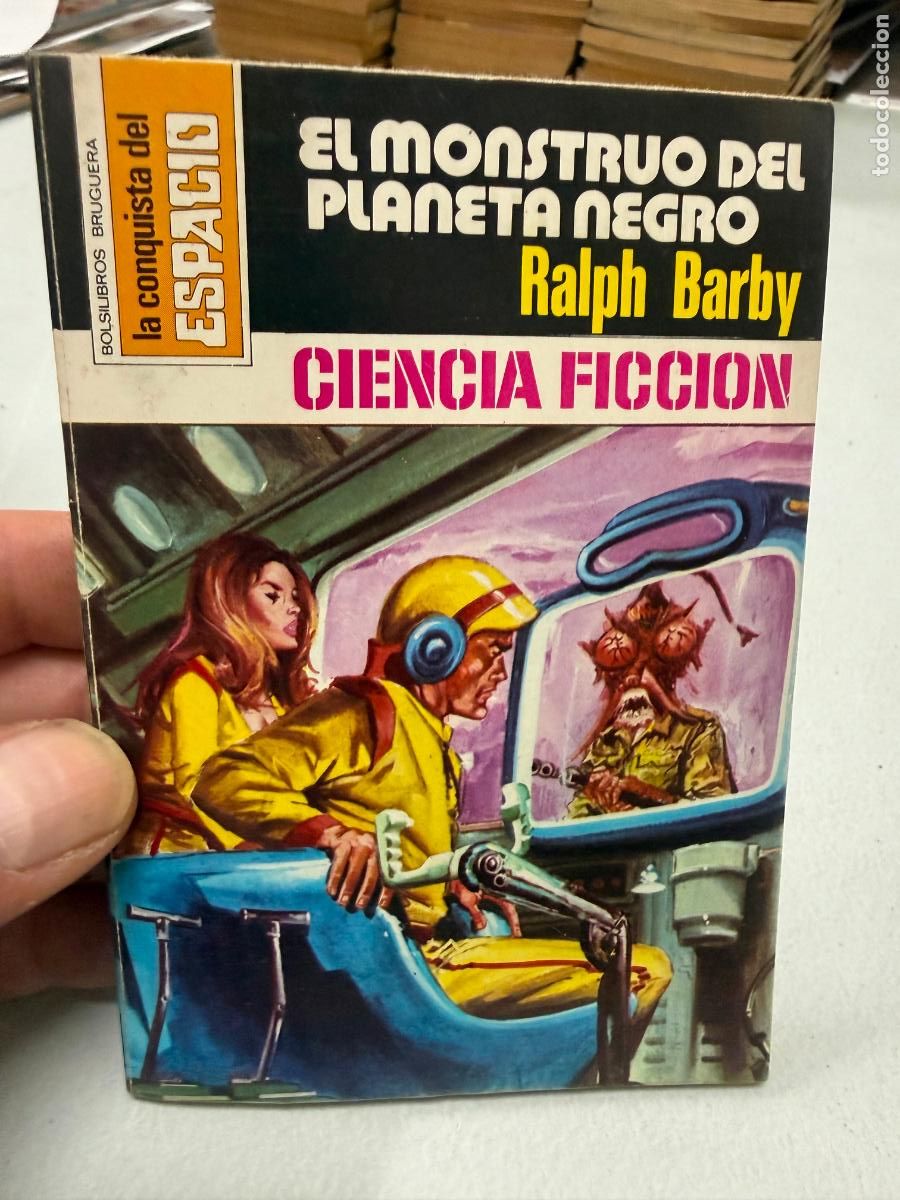 BOLSILIBROS BRUGUERA
la conquista del
ESPACIO
EL MONSTRUO DEL
PLANETA NEGRO
Ralph Barby
CIENCIA FICCION
todocoleccion